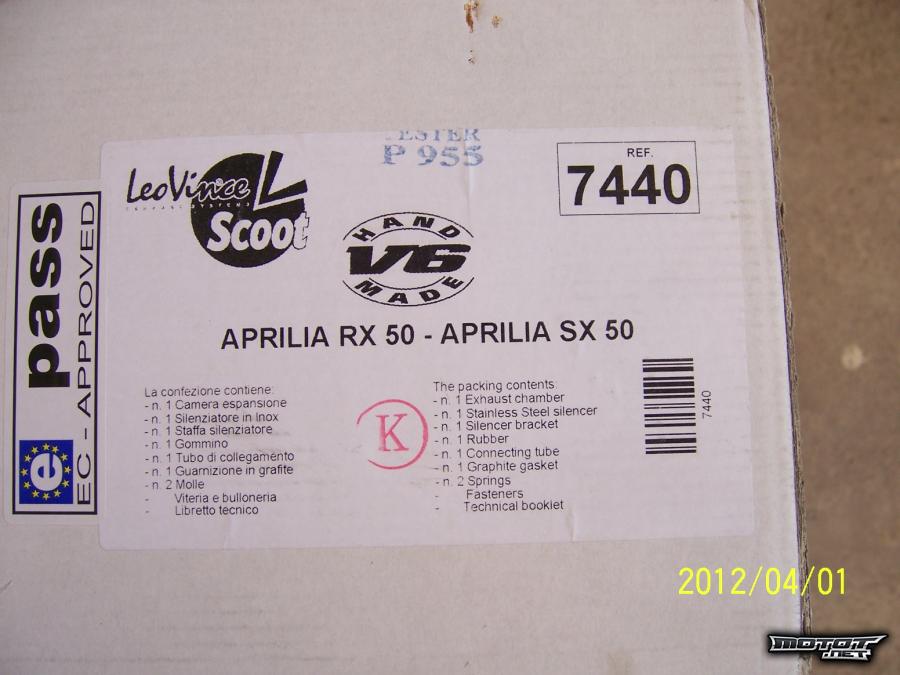 ESTER
P 955
REF.
7440
LeoVince
Scoot
HAND
V6
MADE
pass
EC - APPROVED
e
APRILIA RX 50 - APRILIA SX 50
La confezione contiene:
- n. 1 Camera espansione
- n. 1 Silenziatore in Inox
- n. 1 Staffa silenziatore
- n. 1 Gommino
- n. 1 Tubo di collegamento
- n. 1 Guarnizione in grafite
- n. 2 Molle
- Viteria e bulloneria
- Libretto tecnico
K
The packing contents:
- n. 1 Exhaust chamber
- n. 1 Stainless Steel silencer
- n. 1 Silencer bracket
- n. 1 Rubber
- n. 1 Connecting tube
- n. 1 Graphite gasket
- n. 2 Springs
- Fasteners
- Technical booklet
7440
2012/04/01
MOTOT
.NET